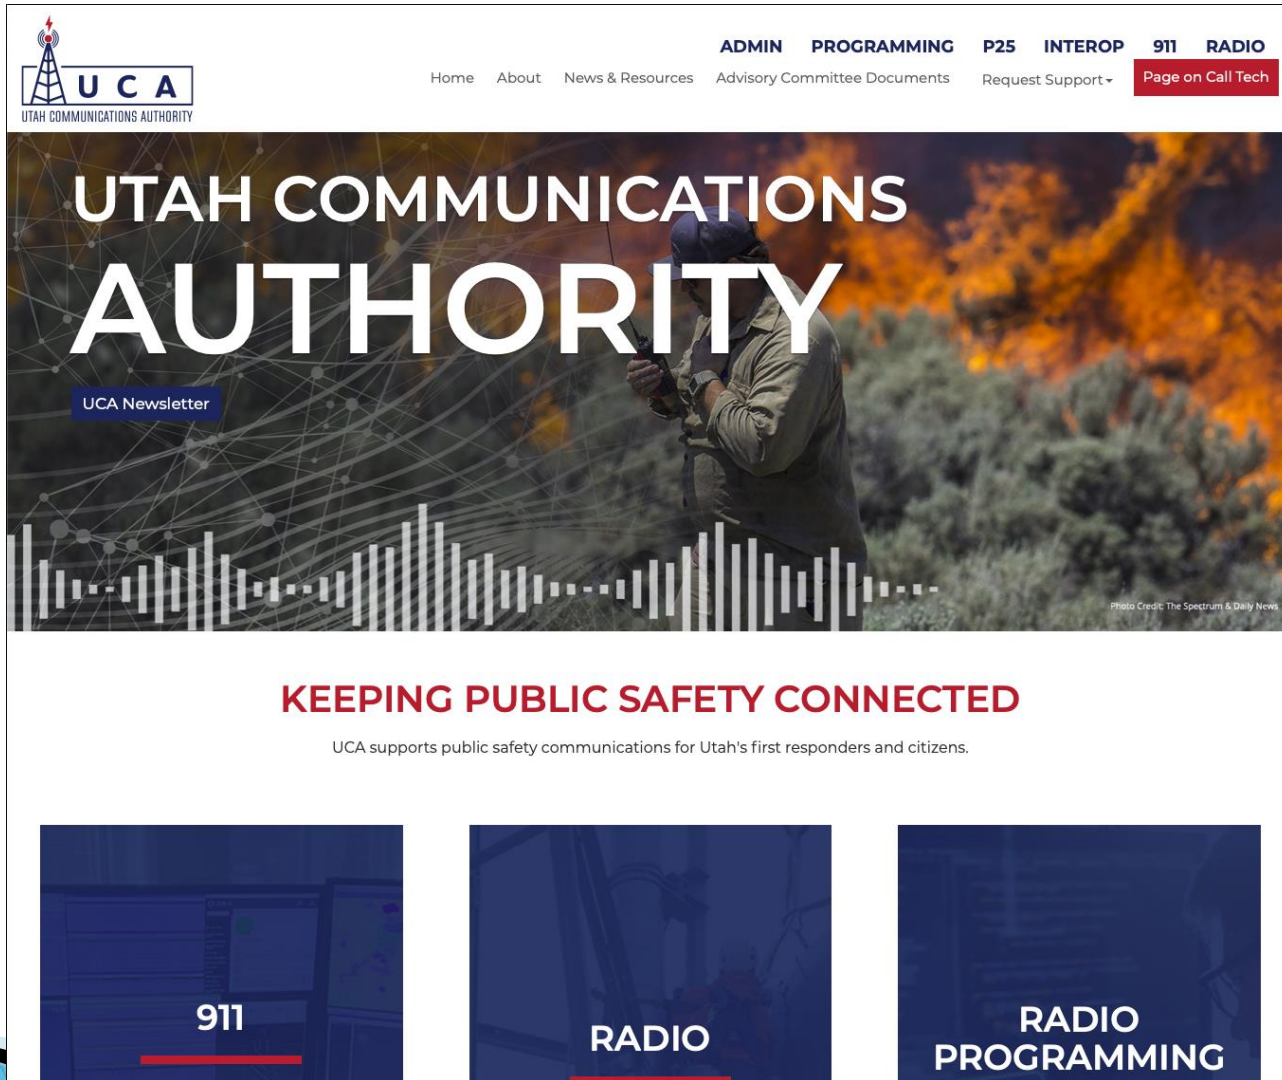 UCA
UTAH COMMUNICATIONS AUTHORITY
ADMIN PROGRAMMING P25 INTEROP 911 RADIO
Home About News & Resources Advisory Committee Documents Request Support Page on Call Tech
UTAH COMMUNICATIONS
AUTHORITY
UCA Newsletter
Photo Credit: The Spectrum & Daily News
KEEPING PUBLIC SAFETY CONNECTED
UCA supports public safety communications for Utah's first responders and citizens.
911
RADIO
RADIO
PROGRAMMING